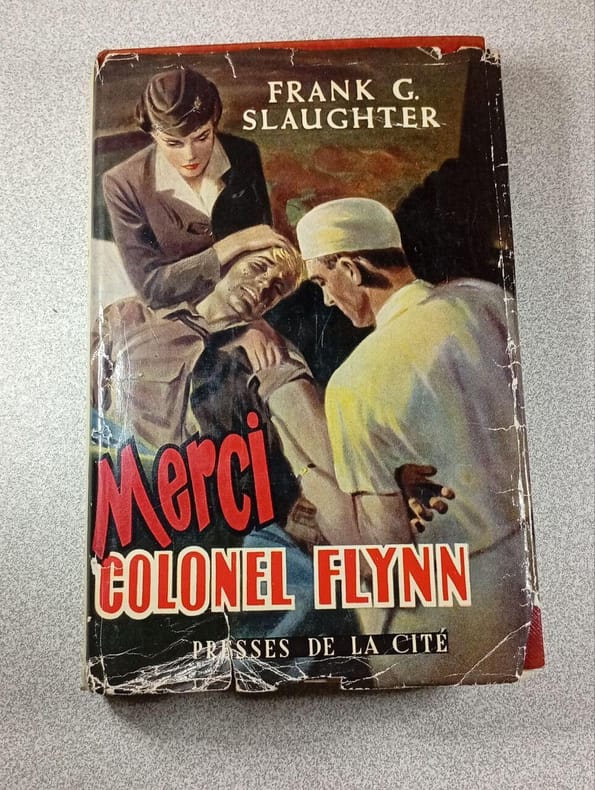 FRANK G.
SLAUGHTER
Merci
COLONEL FLYNN
PRESSES DE LA CITÉ